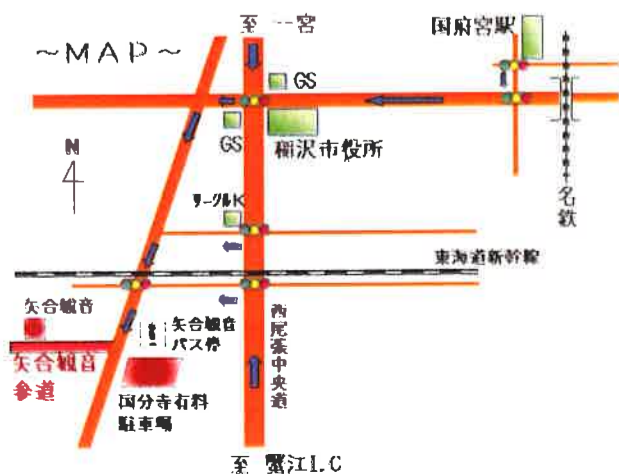 至 一宮
国府宮駅
～MAP～
GS
GS
稲沢市役所
N
名鉄
サークルK
東海道新幹線
矢合観音
矢合観音
バス停
西尾張中央道
矢合観音
参道
国分寺有料
駐車場
至 蟹江I.C